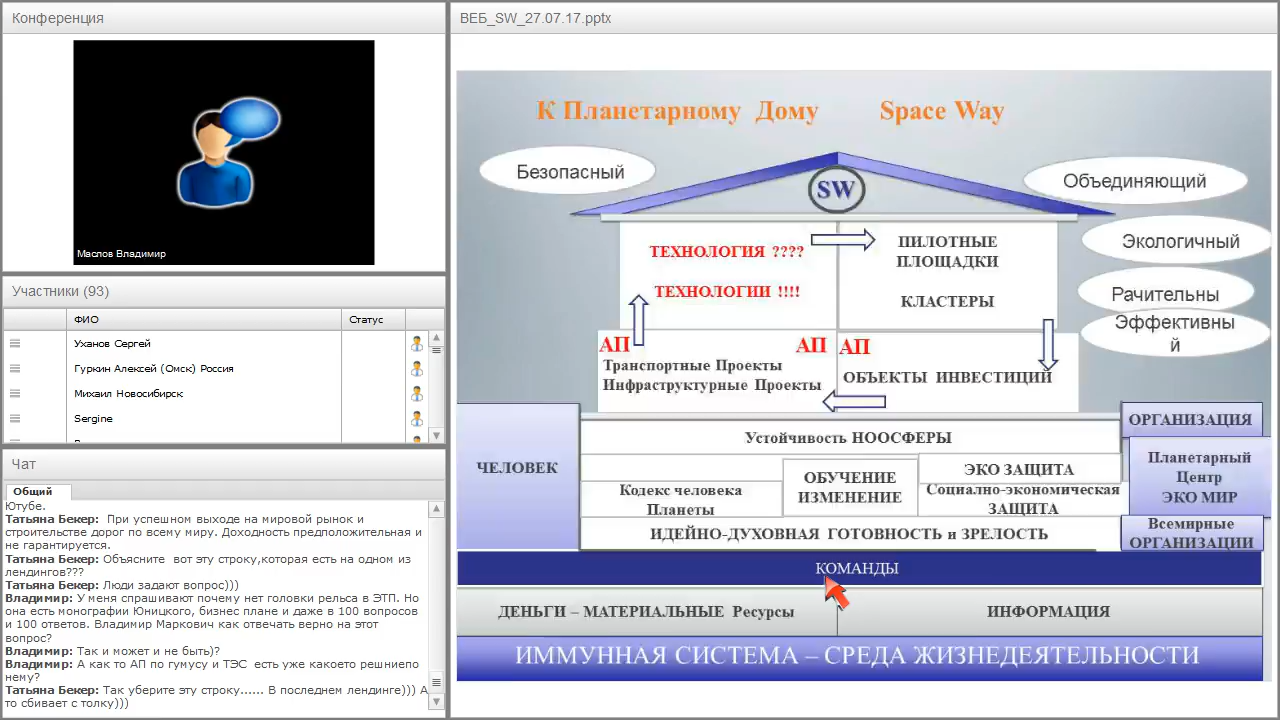 Конференция
Маслов Владимир
Участники (93)
ФИО
Статус
Уханов Сергей
Гуркин Алексей (Омск) Россия
Михаил Новосибирск
Sergine
Чат
Общий
Ютубе.
Татьяна Бекер: При успешном выходе на мировой рынок и
строительстве дорог по всему миру. Доходность предположительная и
не гарантируется.
Татьяна Бекер: Объясните вот эту строку,которая есть на одном из
лендингов???
Татьяна Бекер: Люди задают вопрос)))
Владимир: У меня спрашивают почему нет головки рельса в ЭТП. Но
она есть монографии Юницкого, бизнес плане и даже в 100 вопросов
и 100 ответов. Владимир Маркович как отвечать верно на этот
вопрос?
Владимир: Так и может и не быть)?
Владимир: А как то АП по гумусу и ТЭС есть уже какоето решниепо
нему?
Татьяна Бекер: Так уберите эту строку...... В последнем лендинге))) А
то сбивает с толку)))
ВЕБ_SW_27.07.17.pptx
К Планетарному Дому Space Way
Безопасный
Объединяющий
SW
Экологичный
Рачительны
Эффективны
й
ТЕХНОЛОГИЯ ????
ТЕХНОЛОГИИ !!!!
ПИЛОТНЫЕ
ПЛОЩАДКИ
КЛАСТЕРЫ
АП
АП
АП
Транспортные Проекты
Инфраструктурные Проекты
ОБЪЕКТЫ ИНВЕСТИЦИЙ
ЧЕЛОВЕК
Устойчивость НООСФЕРЫ
Кодекс человека
Планеты
ОБУЧЕНИЕ
ИЗМЕНЕНИЕ
ЭКО ЗАЩИТА
Социально-экономическая
ЗАЩИТА
ИДЕЙНО-ДУХОВНАЯ ГОТОВНОСТЬ и ЗРЕЛОСТЬ
ОРГАНИЗАЦИЯ
Планетарный
Центр
ЭКО МИР
Всемирные
ОРГАНИЗАЦИИ
КОМАНДЫ
ДЕНЬГИ – МАТЕРИАЛЬНЫЕ Ресурсы
ИНФОРМАЦИЯ
ИММУННАЯ СИСТЕМА – СРЕДА ЖИЗНЕДЕЯТЕЛЬНОСТИ